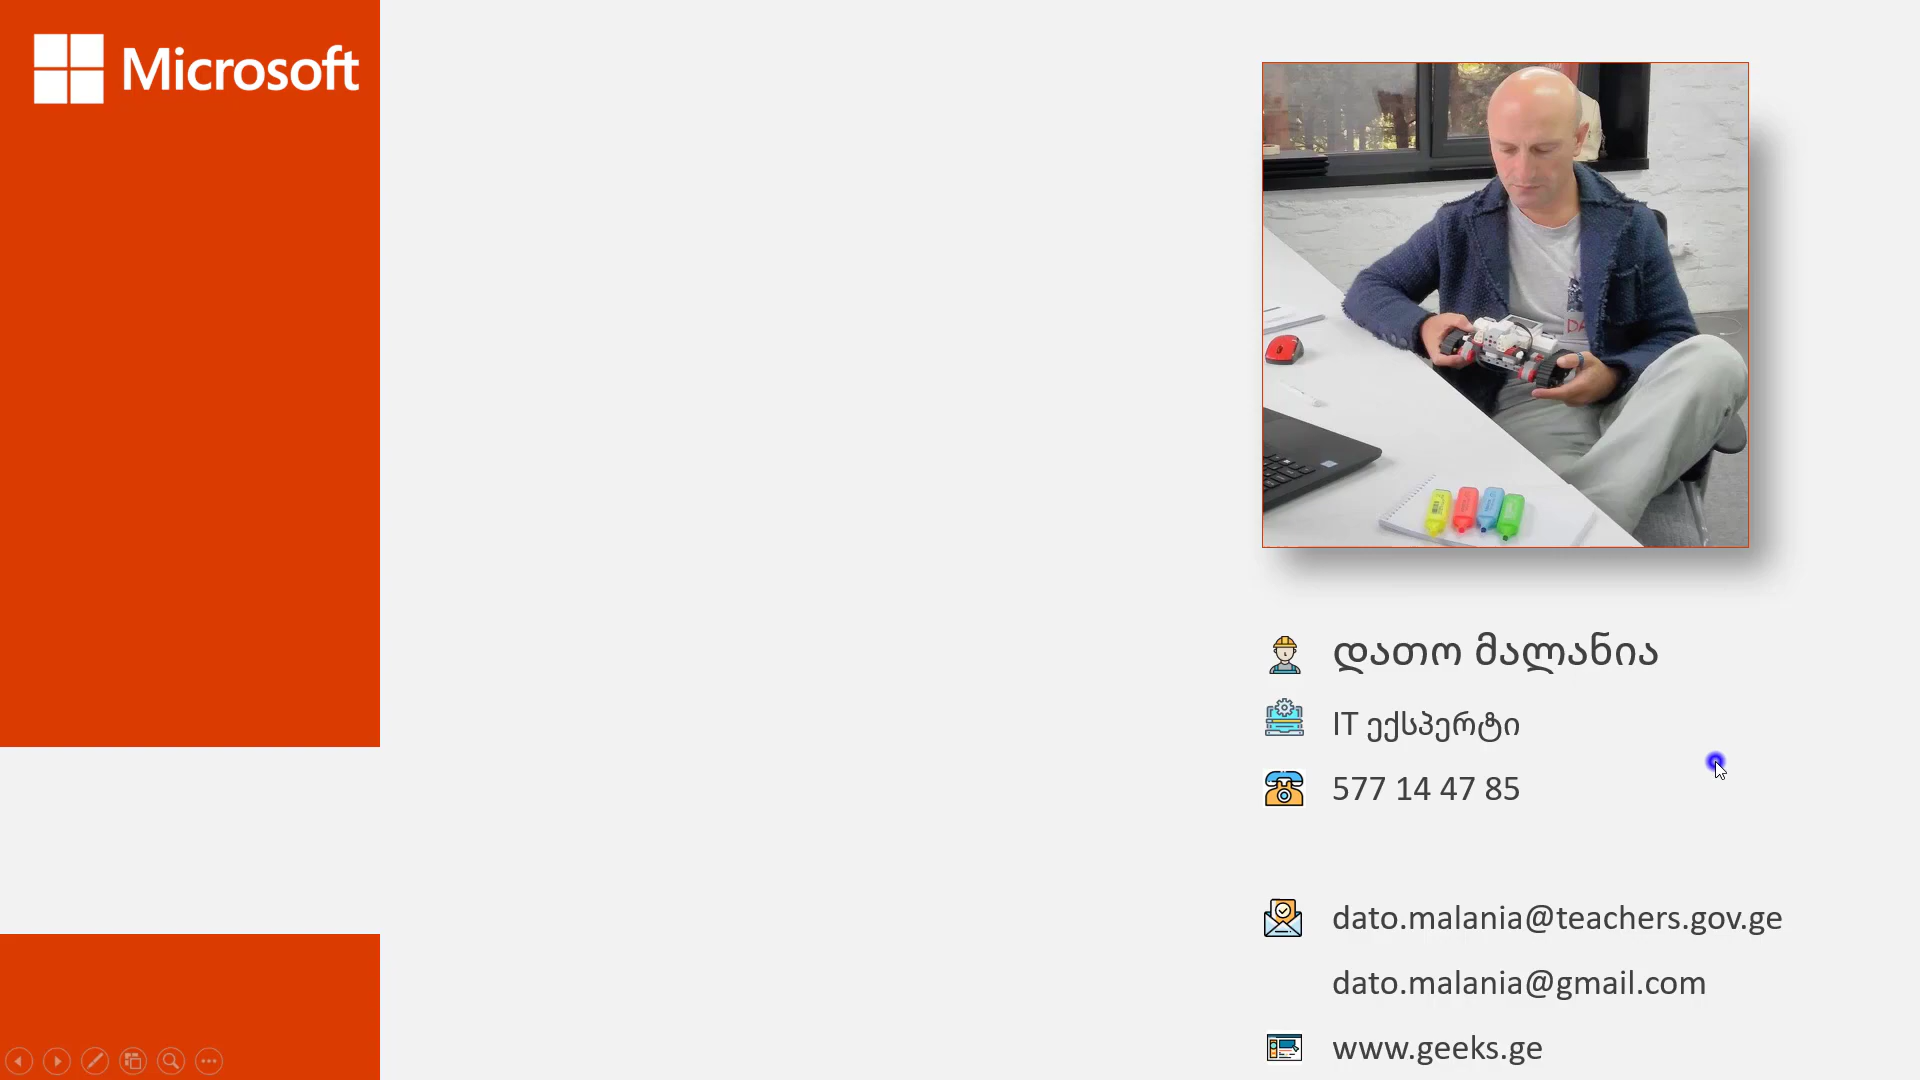 Microsoft
დათო მალანია
IT ექსპერტი
577 14 47 85
dato.malania@teachers.gov.ge
dato.malania@gmail.com
www.geeks.ge